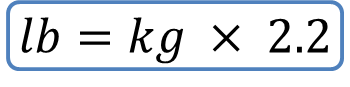 lb = kg × 2.2